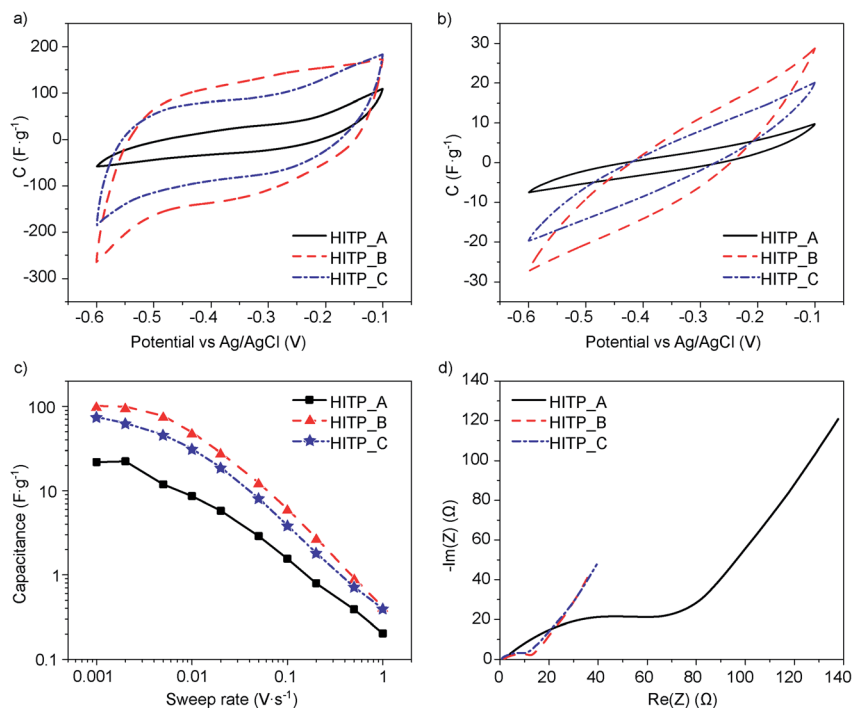 a)
C (F·g⁻¹)
200
100
0
-100
-200
-300
HITP_A
HITP_B
HITP_C
-0.6 -0.5 -0.4 -0.3 -0.2 -0.1
Potential vs Ag/AgCl (V)
b)
C (F·g⁻¹)
30
20
10
0
-10
-20
-30
HITP_A
HITP_B
HITP_C
-0.6 -0.5 -0.4 -0.3 -0.2 -0.1
Potential vs Ag/AgCl (V)
c)
Capacitance (F·g⁻¹)
100
10
1
0.1
HITP_A
HITP_B
HITP_C
0.001 0.01 0.1 1
Sweep rate (V·s⁻¹)
d)
-Im(Z) (Ω)
140
120
100
80
60
40
20
0
HITP_A
HITP_B
HITP_C
0 20 40 60 80 100 120 140
Re(Z) (Ω)